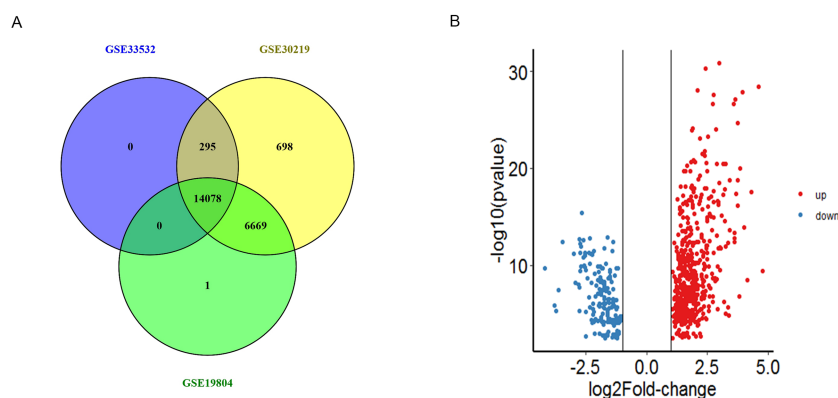 A
B
GSE33532
GSE30219
0
295
698
14078
0
6669
1
GSE19804
30
20
10
-log10(pvalue)
-2.5
0.0
2.5
5.0
log2Fold-change
up
down